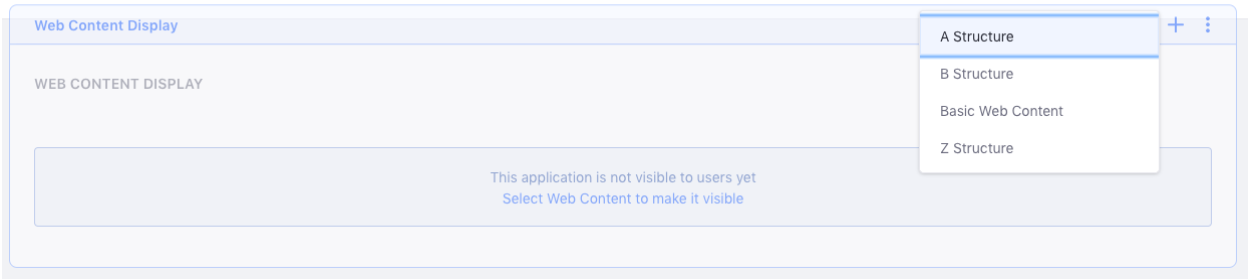 Web Content Display
A Structure
B Structure
Basic Web Content
Z Structure
WEB CONTENT DISPLAY
This application is not visible to users yet
Select Web Content to make it visible